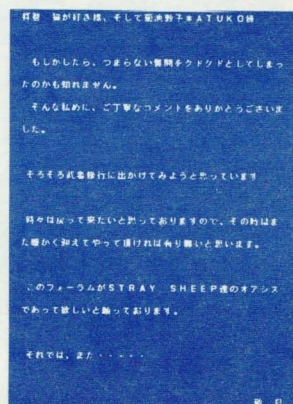 拝啓 猫が好き様、そして菊池敦子＊ＡＴＵＫＯ様
もしかしたら、つまらない質問をクドクドとしてしまっ
たのかも知れません。
そんな私めに、ご丁寧なコメントをありがとうございま
した。
そろそろ武者修行に出かけてみようと思っています
時々は戻って来たいと思っておりますので、その時はま
た暖かく迎えてやって頂ければ有り難いと思います。
このフォーラムがＳＴＲＡＹ ＳＨＥＥＰ達のオアシス
であって欲しいと願っております。
それでは、また・・・・・
敬 具